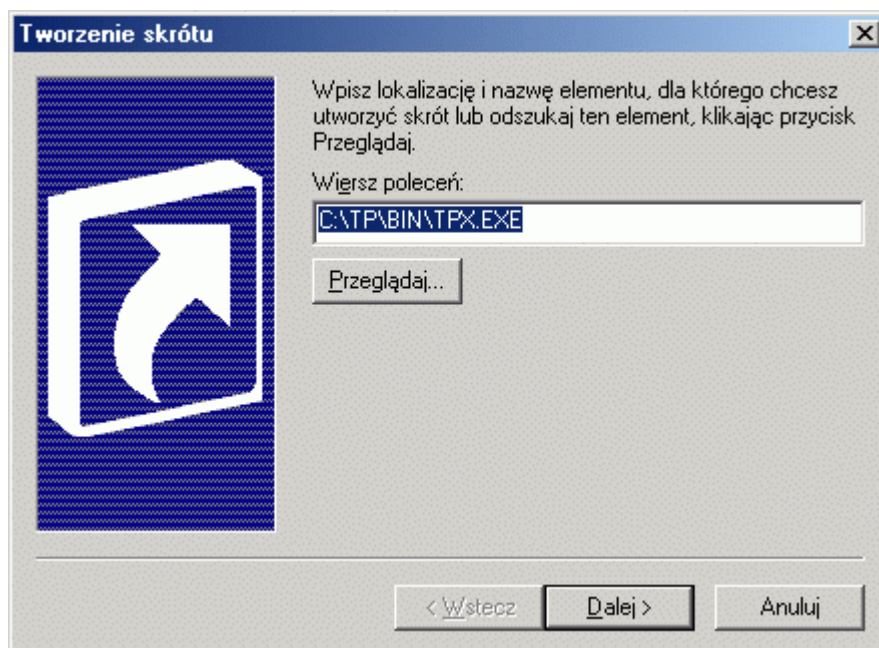 Tworzenie skrótu
Wpisz lokalizację i nazwę elementu, dla którego chcesz
utworzyć skrót lub odszukaj ten element, klikając przycisk
Przeglądaj.
Wiersz poleceń:
C:\TP\BIN\TPX.EXE
Przeglądaj...
< Wstecz
Dalej >
Anuluj